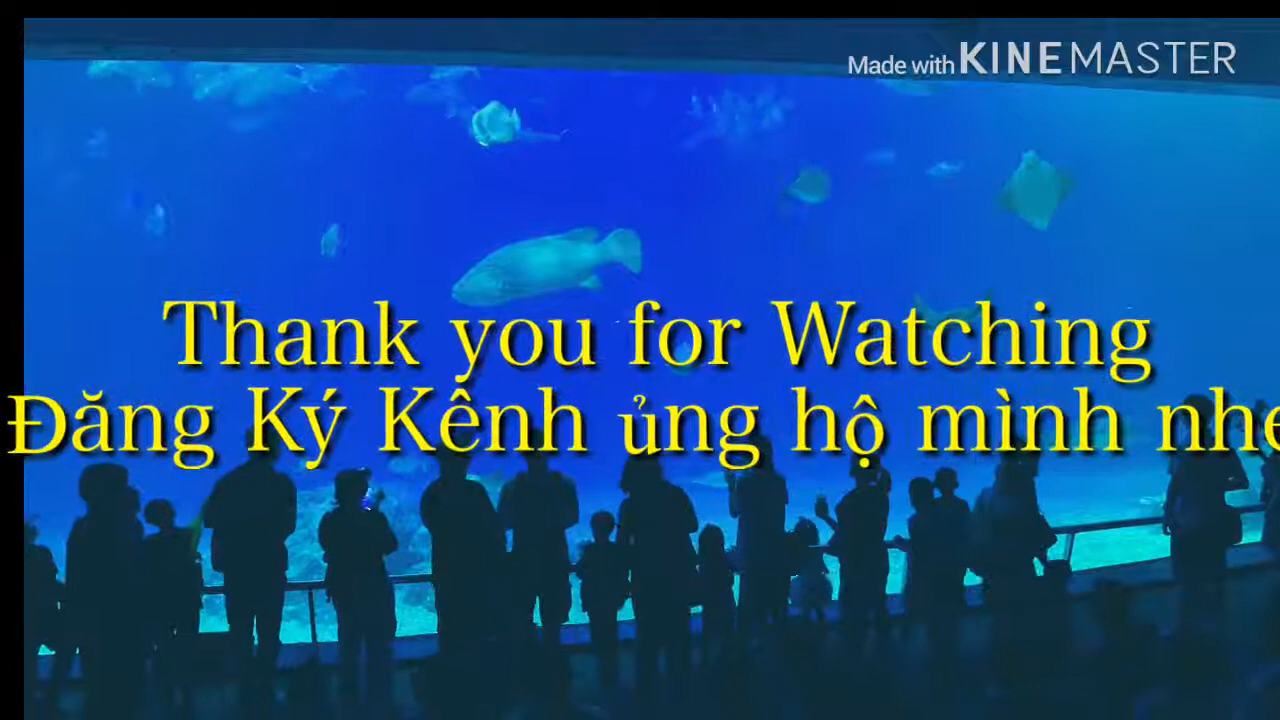 Made with KINEMASTER
Thank you for Watching
Đăng Ký Kênh ủng hộ mình nhe